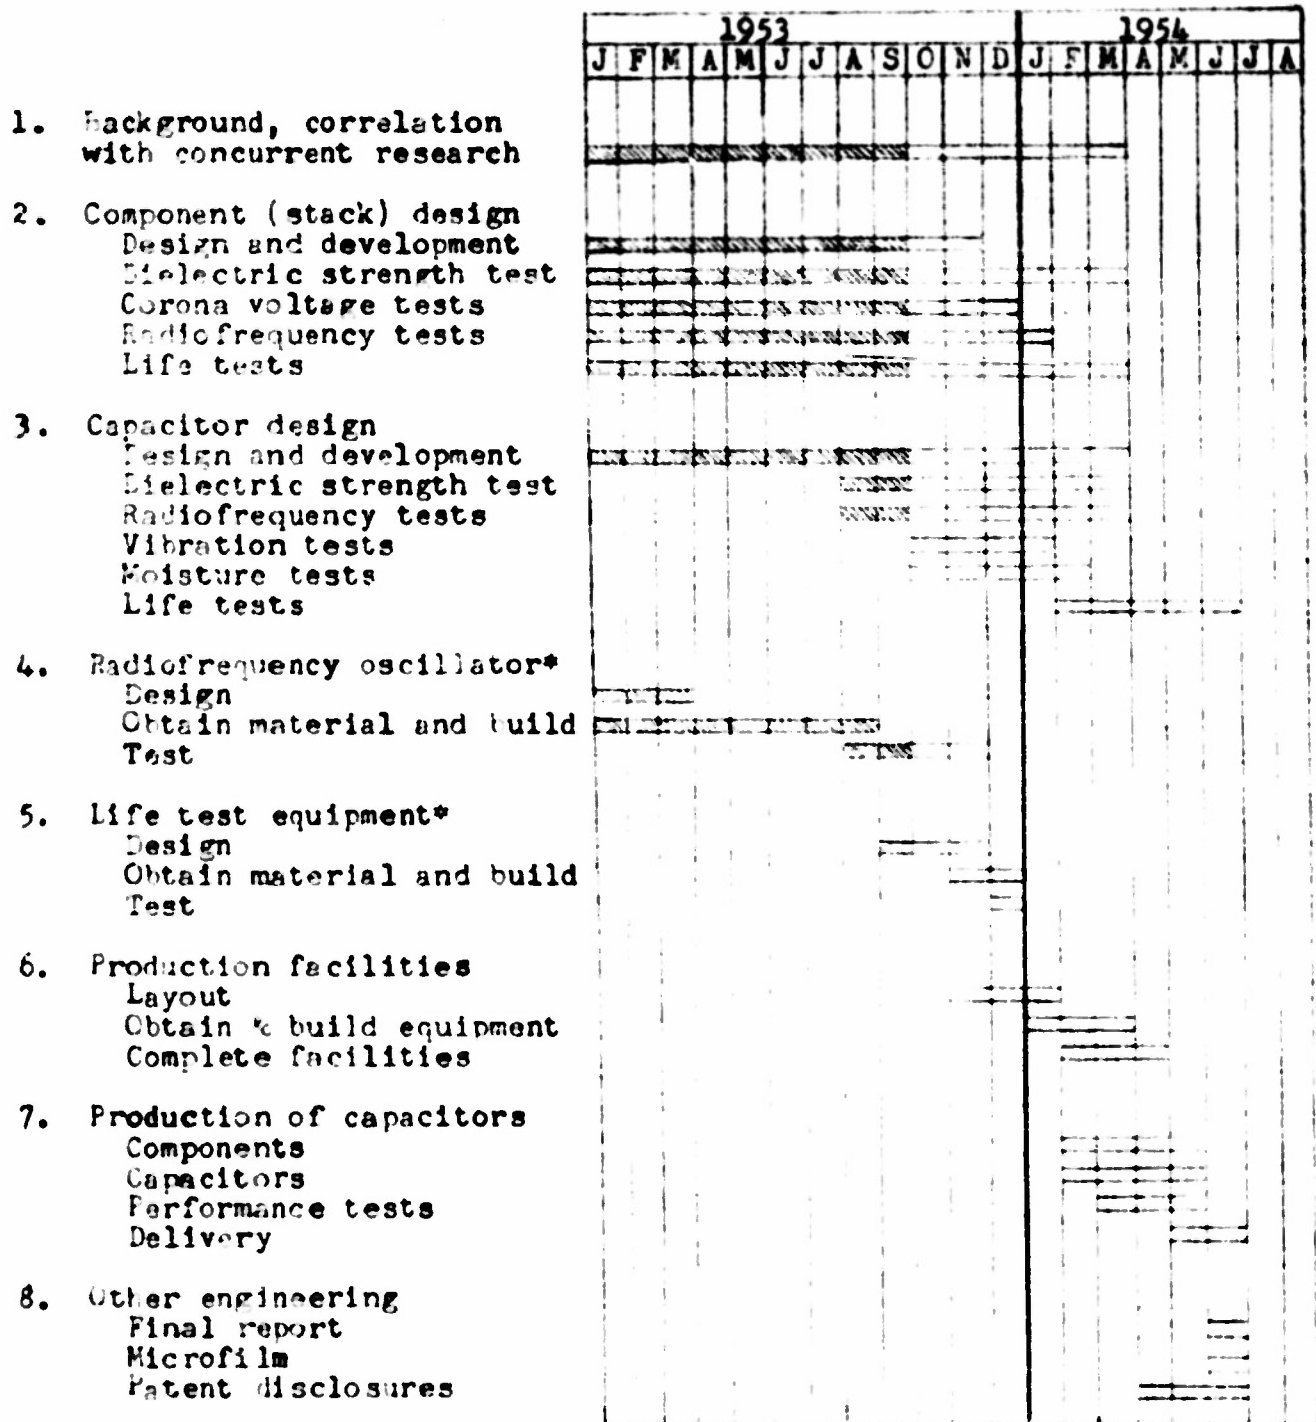 1953 1954
J F M A M J J A S O N D J F M A M J J A
1. Background, correlation
with concurrent research
2. Component (stack) design
Design and development
Dielectric strength test
Corona voltage tests
Radiofrequency tests
Life tests
3. Capacitor design
Design and development
Dielectric strength test
Radiofrequency tests
Vibration tests
Moisture tests
Life tests
4. Radiofrequency oscillator*
Design
Obtain material and build
Test
5. Life test equipment*
Design
Obtain material and build
Test
6. Production facilities
Layout
Obtain & build equipment
Complete facilities
7. Production of capacitors
Components
Capacitors
Performance tests
Delivery
8. Other engineering
Final report
Microfilm
Patent disclosures